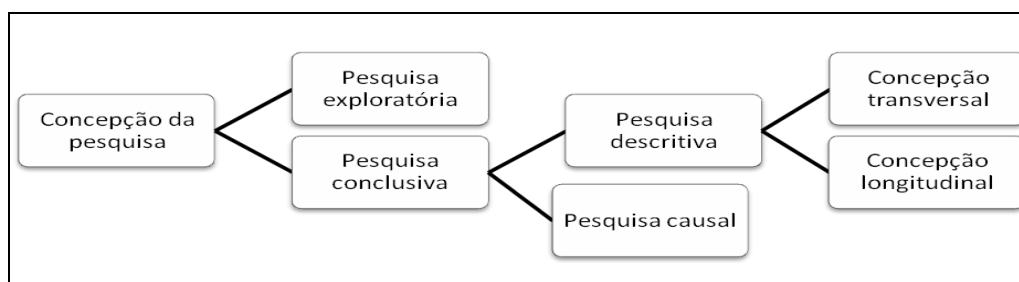 Concepção da
pesquisa
Pesquisa
exploratória
Pesquisa
conclusiva
Pesquisa
descritiva
Pesquisa causal
Concepção
transversal
Concepção
longitudinal